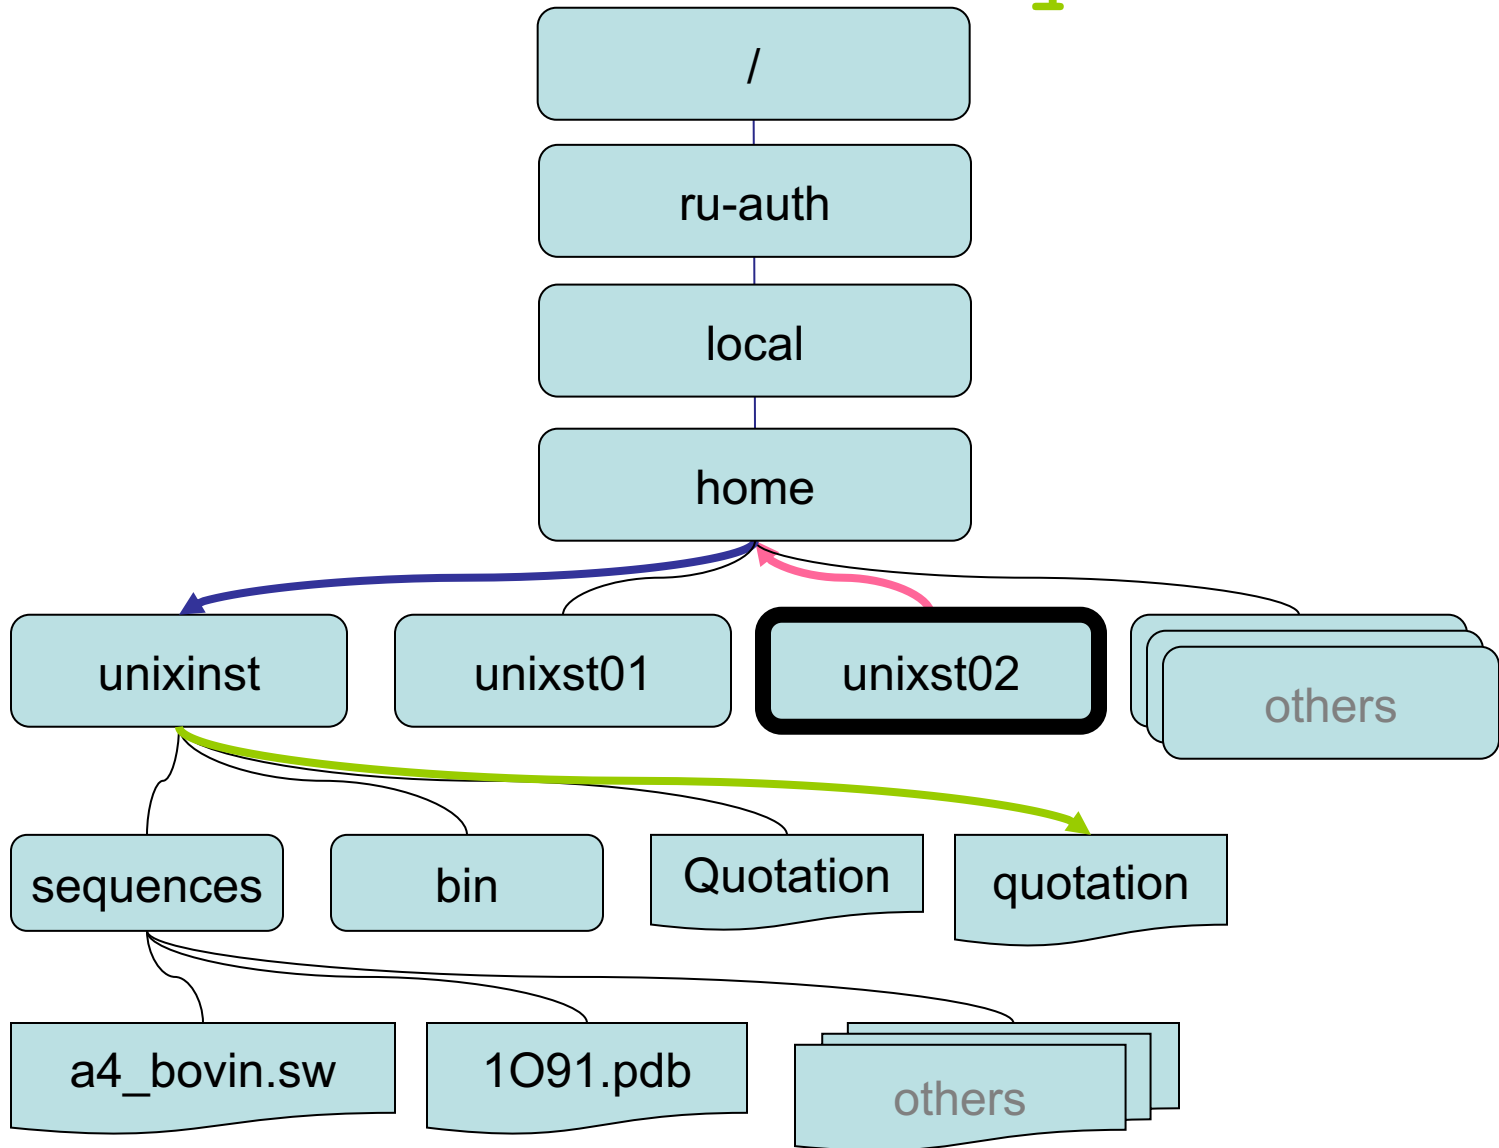 /
ru-auth
local
home
unixinst
unixst01
unixst02
others
sequences
bin
Quotation
quotation
a4_bovin.sw
1O91.pdb
others